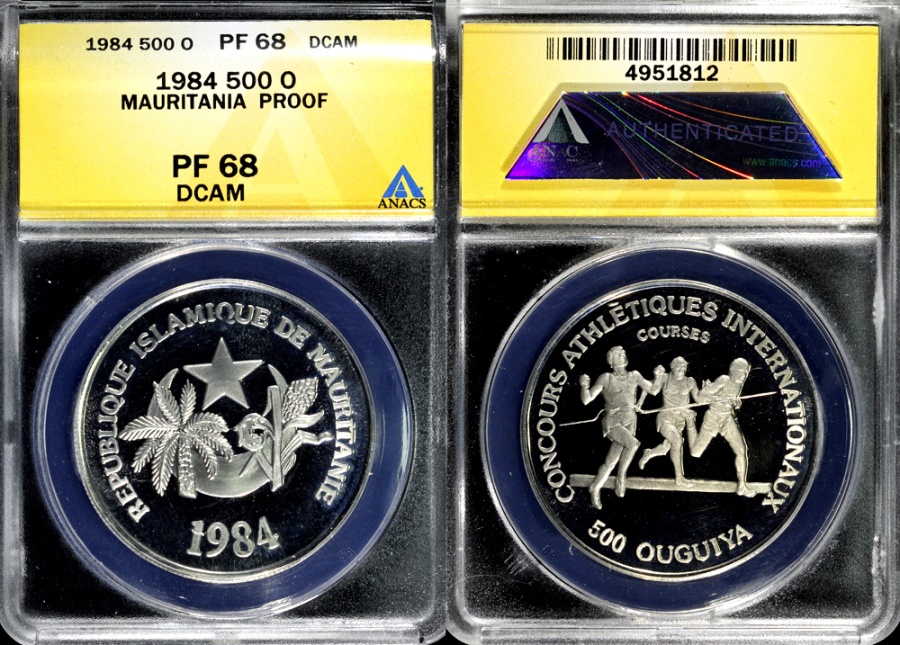 1984 500 O PF 68 DCAM
1984 500 O
MAURITANIA PROOF
PF 68
DCAM
ANACS
REPUBLIQUE ISLAMIQUE DE MAURITANIE
1984
4951812
AUTHENTICATED
www.anacs.com
CONCOURS ATHLÉTIQUES INTERNATIONAUX
COURSES
500 OUGUIYA